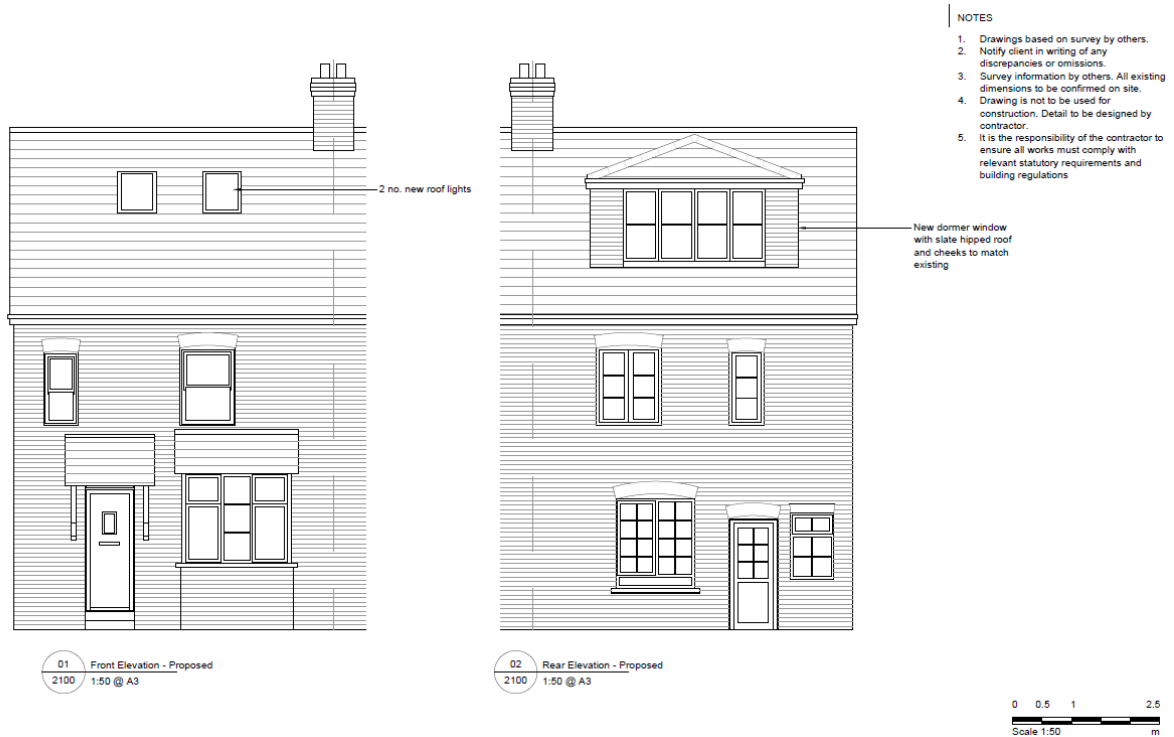 NOTES
1. Drawings based on survey by others.
2. Notify client in writing of any
discrepancies or omissions.
3. Survey information by others. All existing
dimensions to be confirmed on site.
4. Drawing is not to be used for
construction. Detail to be designed by
contractor.
5. It is the responsibility of the contractor to
ensure all works must comply with
relevant statutory requirements and
building regulations
2 no. new roof lights
New dormer window
with slate hipped roof
and cheeks to match
existing
01 Front Elevation - Proposed
2100 1:50 @ A3
02 Rear Elevation - Proposed
2100 1:50 @ A3
0 0.5 1 2.5
Scale 1:50 m